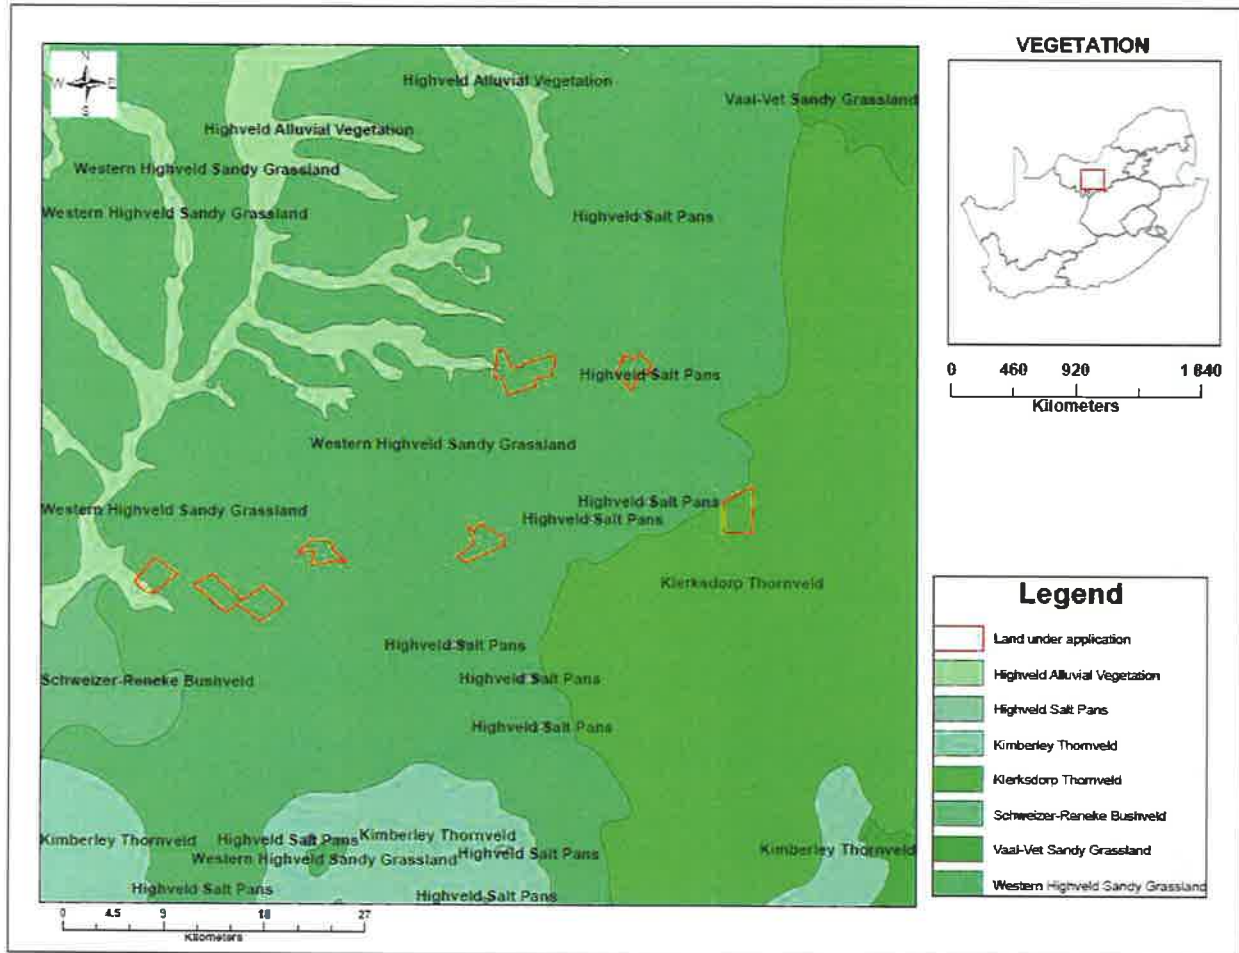 VEGETATION
N
W E
S
Highveld Alluvial Vegetation
Vaal-Vet Sandy Grassland
Highveld Alluvial Vegetation
Western Highveld Sandy Grassland
Western Highveld Sandy Grassland
Highveld Salt Pans
Highveld Salt Pans
Western Highveld Sandy Grassland
Highveld Salt Pans
Western Highveld Sandy Grassland
Highveld Salt Pans
Klerksdorp Thornveld
Highveld Salt Pans
Highveld Salt Pans
Schweizer-Reneke Bushveld
Highveld Salt Pans
Kimberley Thornveld
Highveld Salt Pans
Kimberley Thornveld
Western Highveld Sandy Grassland
Highveld Salt Pans
Kimberley Thornveld
Highveld Salt Pans
Highveld Salt Pans
0 4.5 9 18 27
Kilometers
0 460 920 1 840
Kilometers
Legend
Land under application
Highveld Alluvial Vegetation
Highveld Salt Pans
Kimberley Thornveld
Klerksdorp Thornveld
Schweizer-Reneke Bushveld
Vaal-Vet Sandy Grassland
Western Highveld Sandy Grassland